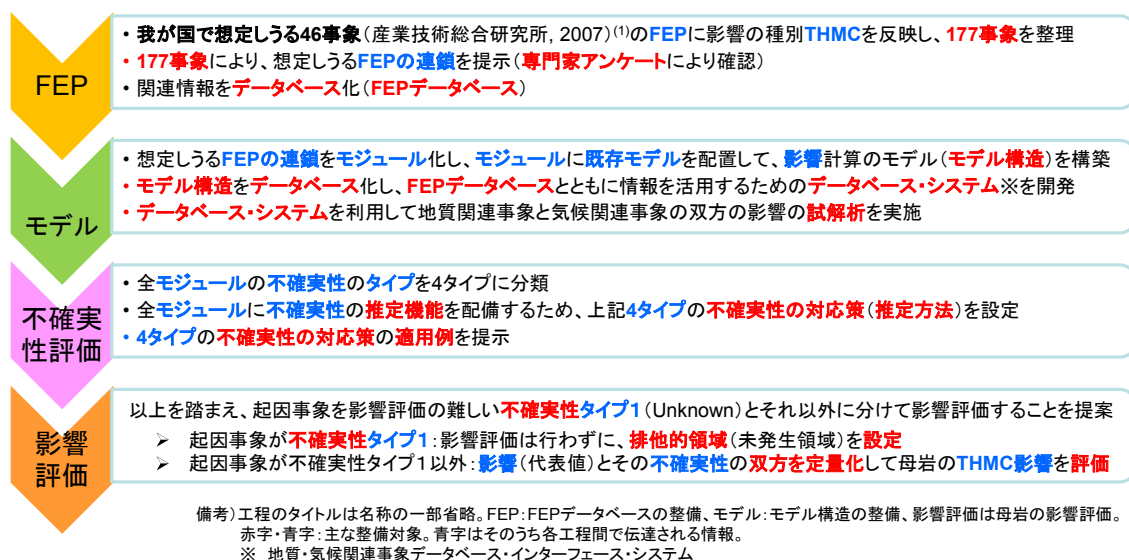 FEP
・我が国で想定しうる46事象(産業技術総合研究所, 2007)(1)のFEPに影響の種別THMCを反映し、177事象を整理
・177事象により、想定しうるFEPの連鎖を提示(専門家アンケートにより確認)
・関連情報をデータベース化(FEPデータベース)
モデル
・想定しうるFEPの連鎖をモジュール化し、モジュールに既存モデルを配置して、影響計算のモデル(モデル構造)を構築
・モデル構造をデータベース化し、FEPデータベースとともに情報を活用するためのデータベース・システム※を開発
・データベース・システムを利用して地質関連事象と気候関連事象の双方の影響の試解析を実施
不確実
性評価
・全モジュールの不確実性のタイプを4タイプに分類
・全モジュールに不確実性の推定機能を配備するため、上記4タイプの不確実性の対応策(推定方法)を設定
・4タイプの不確実性の対応策の適用例を提示
影響
評価
以上を踏まえ、起因事象を影響評価の難しい不確実性タイプ1(Unknown)とそれ以外に分けて影響評価することを提案
➢ 起因事象が不確実性タイプ1:影響評価は行わずに、排他的領域(未発生領域)を設定
➢ 起因事象が不確実性タイプ1以外:影響(代表値)とその不確実性の双方を定量化して母岩のTHMC影響を評価
備考)工程のタイトルは名称の一部省略。FEP:FEPデータベースの整備、モデル:モデル構造の整備、影響評価は母岩の影響評価。
赤字・青字:主な整備対象。青字はそのうち各工程間で伝達される情報。
※ 地質・気候関連事象データベース・インターフェース・システム